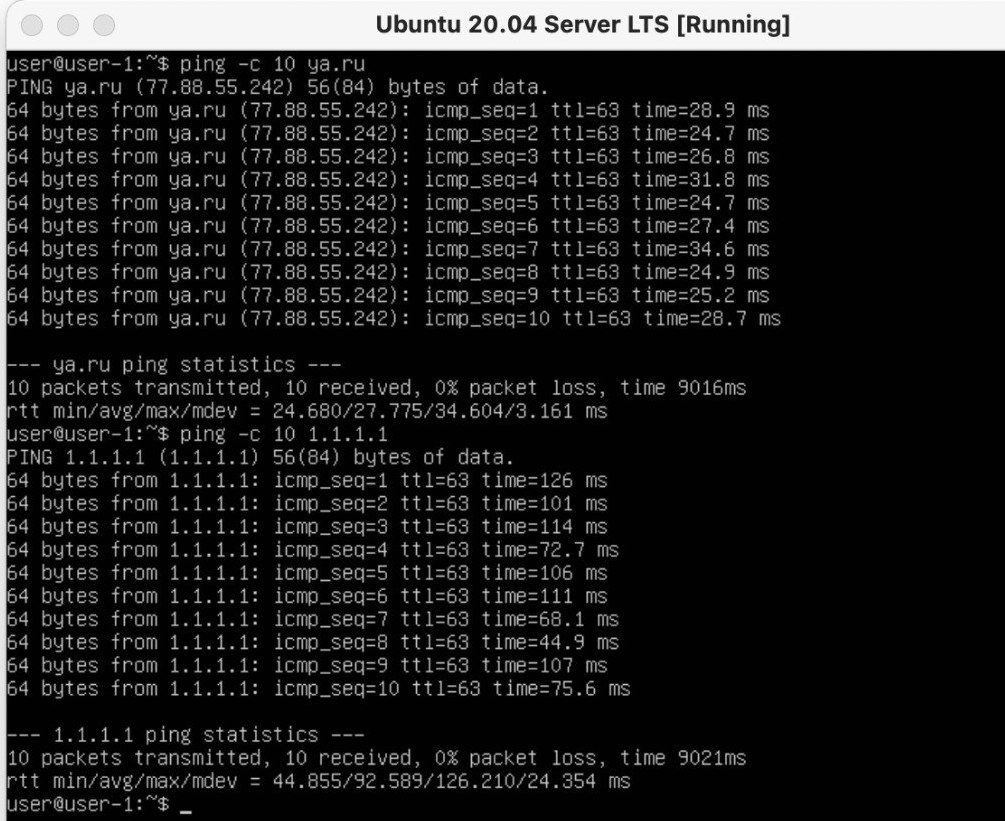 Ubuntu 20.04 Server LTS [Running]
user@user-1:~$ ping -c 10 ya.ru
PING ya.ru (77.88.55.242) 56(84) bytes of data.
64 bytes from ya.ru (77.88.55.242): icmp_seq=1 ttl=63 time=28.9 ms
64 bytes from ya.ru (77.88.55.242): icmp_seq=2 ttl=63 time=24.7 ms
64 bytes from ya.ru (77.88.55.242): icmp_seq=3 ttl=63 time=26.8 ms
64 bytes from ya.ru (77.88.55.242): icmp_seq=4 ttl=63 time=31.8 ms
64 bytes from ya.ru (77.88.55.242): icmp_seq=5 ttl=63 time=24.7 ms
64 bytes from ya.ru (77.88.55.242): icmp_seq=6 ttl=63 time=27.4 ms
64 bytes from ya.ru (77.88.55.242): icmp_seq=7 ttl=63 time=34.6 ms
64 bytes from ya.ru (77.88.55.242): icmp_seq=8 ttl=63 time=24.9 ms
64 bytes from ya.ru (77.88.55.242): icmp_seq=9 ttl=63 time=25.2 ms
64 bytes from ya.ru (77.88.55.242): icmp_seq=10 ttl=63 time=28.7 ms
--- ya.ru ping statistics ---
10 packets transmitted, 10 received, 0% packet loss, time 9016ms
rtt min/avg/max/mdev = 24.680/27.775/34.604/3.161 ms
user@user-1:~$ ping -c 10 1.1.1.1
PING 1.1.1.1 (1.1.1.1) 56(84) bytes of data.
64 bytes from 1.1.1.1: icmp_seq=1 ttl=63 time=126 ms
64 bytes from 1.1.1.1: icmp_seq=2 ttl=63 time=101 ms
64 bytes from 1.1.1.1: icmp_seq=3 ttl=63 time=114 ms
64 bytes from 1.1.1.1: icmp_seq=4 ttl=63 time=72.7 ms
64 bytes from 1.1.1.1: icmp_seq=5 ttl=63 time=106 ms
64 bytes from 1.1.1.1: icmp_seq=6 ttl=63 time=111 ms
64 bytes from 1.1.1.1: icmp_seq=7 ttl=63 time=68.1 ms
64 bytes from 1.1.1.1: icmp_seq=8 ttl=63 time=44.9 ms
64 bytes from 1.1.1.1: icmp_seq=9 ttl=63 time=107 ms
64 bytes from 1.1.1.1: icmp_seq=10 ttl=63 time=75.6 ms
--- 1.1.1.1 ping statistics ---
10 packets transmitted, 10 received, 0% packet loss, time 9021ms
rtt min/avg/max/mdev = 44.855/92.589/126.210/24.354 ms
user@user-1:~$ _